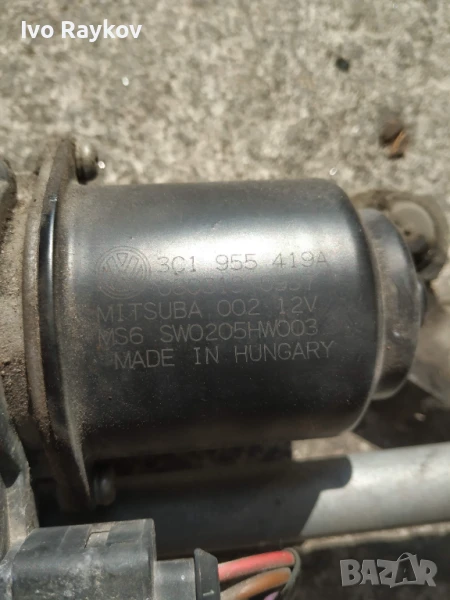 Ivo Raykov
3C1 955 419A
MITSUBA 002 12V
MS6 SW0205HW003
MADE IN HUNGARY
BAZAR